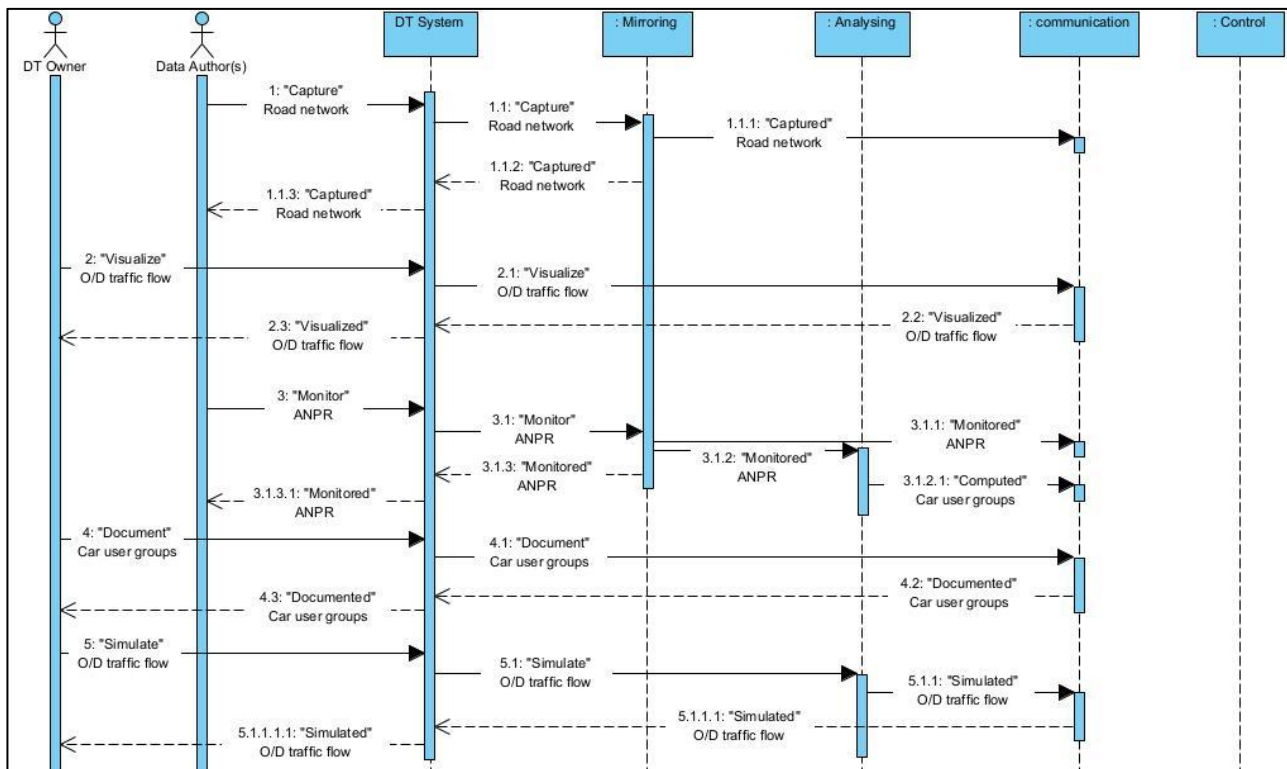 DT Owner
Data Author(s)
DT System
: Mirroring
: Analysing
: communication
: Control
1: "Capture"
Road network
1.1: "Capture"
Road network
1.1.1: "Captured"
Road network
1.1.2: "Captured"
Road network
1.1.3: "Captured"
Road network
2: "Visualize"
O/D traffic flow
2.1: "Visualize"
O/D traffic flow
2.2: "Visualized"
O/D traffic flow
2.3: "Visualized"
O/D traffic flow
3: "Monitor"
ANPR
3.1: "Monitor"
ANPR
3.1.1: "Monitored"
ANPR
3.1.2: "Monitored"
ANPR
3.1.3: "Monitored"
ANPR
3.1.2.1: "Computed"
Car user groups
3.1.3.1: "Monitored"
ANPR
4: "Document"
Car user groups
4.1: "Document"
Car user groups
4.2: "Documented"
Car user groups
4.3: "Documented"
Car user groups
5: "Simulate"
O/D traffic flow
5.1: "Simulate"
O/D traffic flow
5.1.1: "Simulated"
O/D traffic flow
5.1.1.1: "Simulated"
O/D traffic flow
5.1.1.1.1: "Simulated"
O/D traffic flow